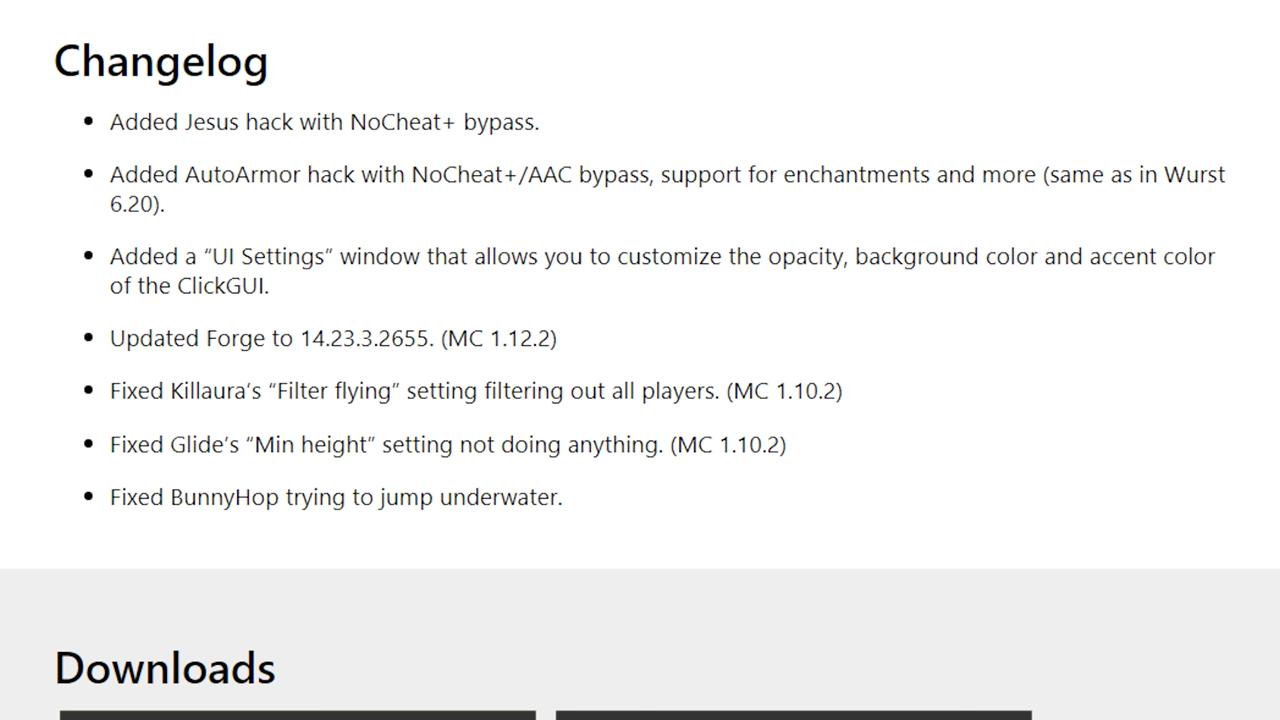 Changelog
Added Jesus hack with NoCheat+ bypass.
Added AutoArmor hack with NoCheat+/AAC bypass, support for enchantments and more (same as in Wurst
6.20).
Added a “UI Settings” window that allows you to customize the opacity, background color and accent color
of the ClickGUI.
Updated Forge to 14.23.3.2655. (MC 1.12.2)
Fixed Killaura’s “Filter flying” setting filtering out all players. (MC 1.10.2)
Fixed Glide’s “Min height” setting not doing anything. (MC 1.10.2)
Fixed BunnyHop trying to jump underwater.
Downloads